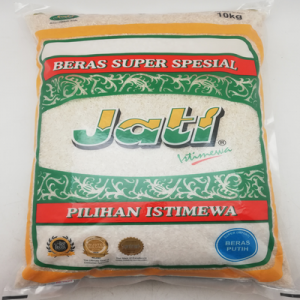 10kg
BERAS SUPER SPESIAL
Jati®
Istimewa
PILIHAN ISTIMEWA
BERAS
PUTIH